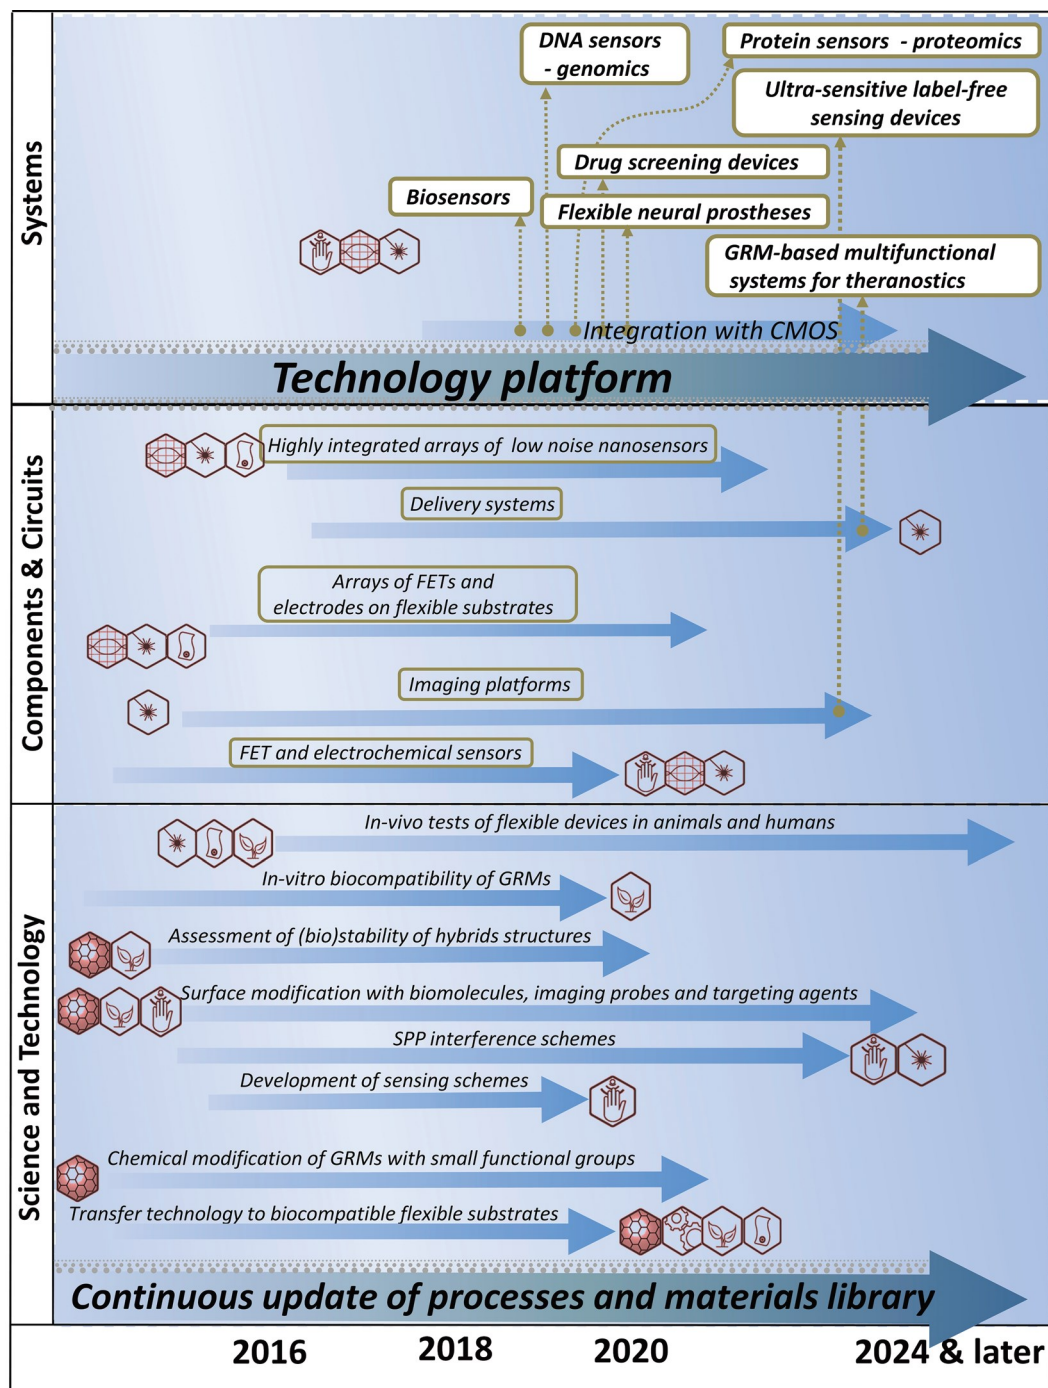 Systems
DNA sensors
- genomics
Protein sensors - proteomics
Ultra-sensitive label-free
sensing devices
Drug screening devices
Biosensors
Flexible neural prostheses
GRM-based multifunctional
systems for theranostics
Integration with CMOS
Technology platform
Components & Circuits
Highly integrated arrays of low noise nanosensors
Delivery systems
Arrays of FETs and
electrodes on flexible substrates
Imaging platforms
FET and electrochemical sensors
Science and Technology
In-vivo tests of flexible devices in animals and humans
In-vitro biocompatibility of GRMs
Assessment of (bio)stability of hybrids structures
Surface modification with biomolecules, imaging probes and targeting agents
SPP interference schemes
Development of sensing schemes
Chemical modification of GRMs with small functional groups
Transfer technology to biocompatible flexible substrates
Continuous update of processes and materials library
2016 2018 2020 2024 & later